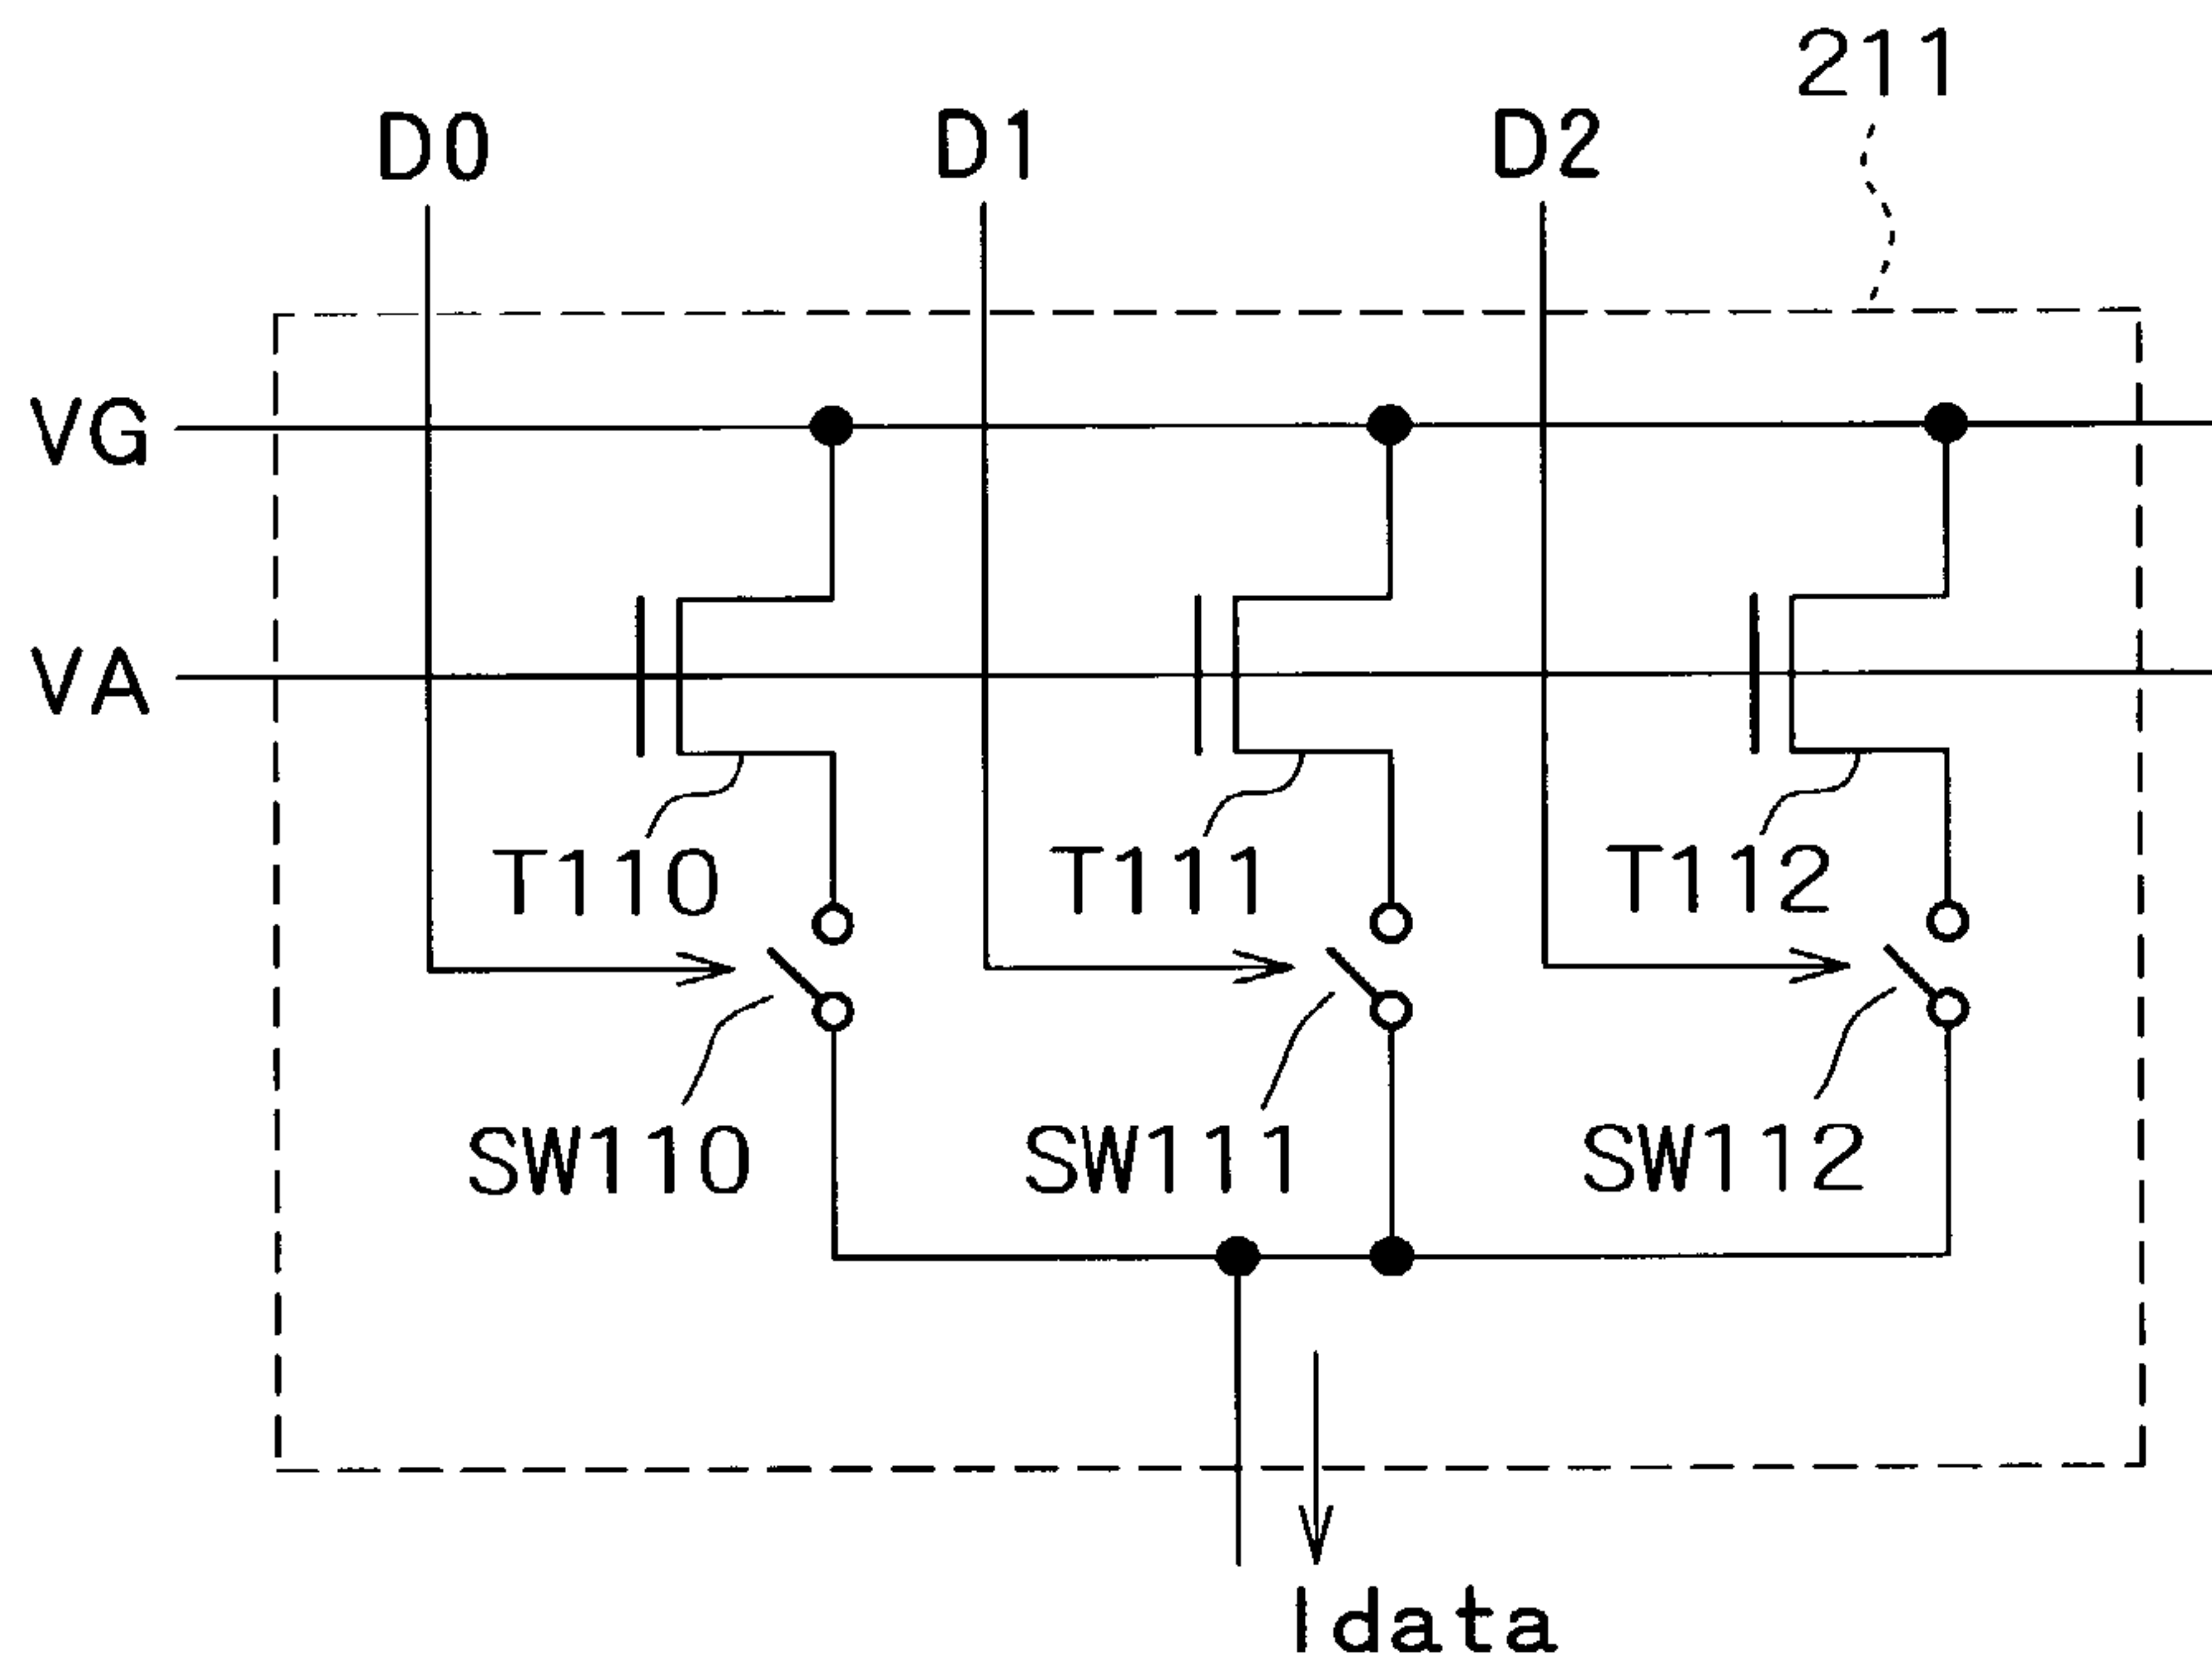 211
D0 D1 D2
VG
VA
T110 T111 T112
SW110 SW111 SW112
Idata